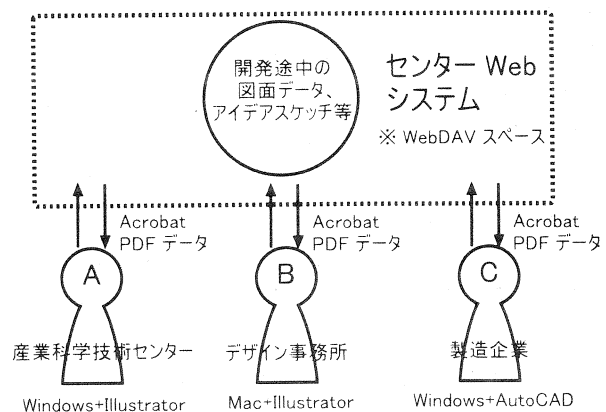 開発途中の
図面データ、
アイデアスケッチ等
センター Web
システム
※ WebDAV スペース
Acrobat
PDF データ
Acrobat
PDF データ
Acrobat
PDF データ
A
B
C
産業科学技術センター
デザイン事務所
製造企業
Windows+Illustrator
Mac+Illustrator
Windows+AutoCAD